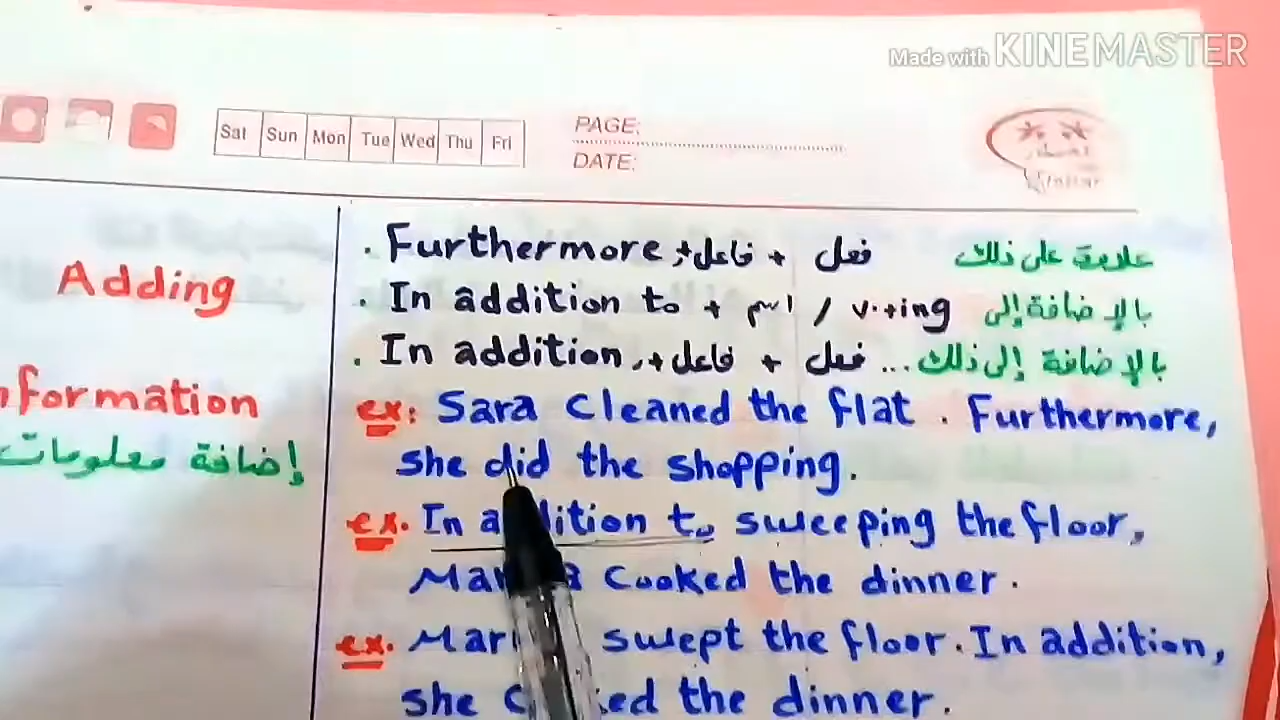 Made with KINEMASTER
Sat Sun Mon Tue Wed Thu Fri
PAGE:
DATE:
Adding
formation
إضافة معلومات
. Furthermore, + فاعل + فعل علاوة على ذلك
. In addition to + اسم / v.+ing بالإضافة إلى
. In addition, + فاعل + فعل ... بالإضافة إلى ذلك
ex: Sara cleaned the flat. Furthermore,
she did the shopping.
ex. In addition to sweeping the floor,
cooked the dinner.
ex. swept the floor. In addition,
she the dinner.